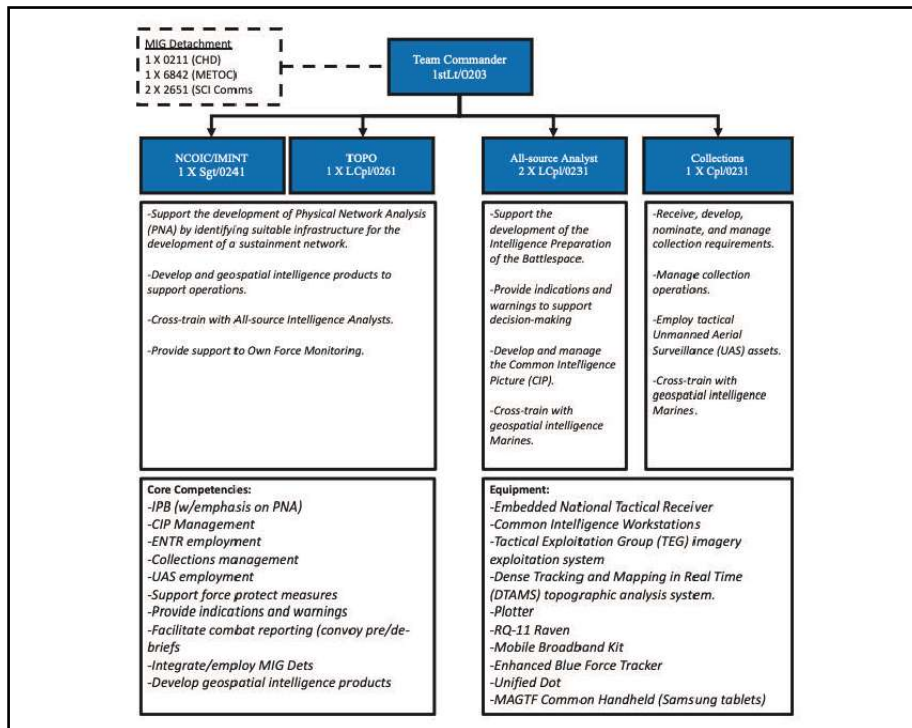 MIG Detachment
1 X 0211 (CHD)
1 X 6842 (METOC)
2 X 2651 (SCI Comms
Team Commander
1stLt/0203
NCOIC/IMINT
1 X Sgt/0241
TOPO
1 X LCpl/0261
All-source Analyst
2 X LCpl/0231
Collections
1 X Cpl/0231
-Support the development of Physical Network Analysis
(PNA) by identifying suitable infrastructure for the
development of a sustainment network.
-Develop and geospatial intelligence products to
support operations.
-Cross-train with All-source Intelligence Analysts.
-Provide support to Own Force Monitoring.
-Support the
development of the
Intelligence Preparation
of the Battlespace.
-Provide indications and
warnings to support
decision-making
-Develop and manage
the Common Intelligence
Picture (CIP).
-Cross-train with
geospatial intelligence
Marines.
-Receive, develop,
nominate, and manage
collection requirements.
-Manage collection
operations.
-Employ tactical
Unmanned Aerial
Surveillance (UAS) assets.
-Cross-train with
geospatial intelligence
Marines.
Core Competencies:
-IPB (w/emphasis on PNA)
-CIP Management
-ENTR employment
-Collections management
-UAS employment
-Support force protect measures
-Provide indications and warnings
-Facilitate combat reporting (convoy pre/de-
briefs
-Integrate/employ MIG Dets
-Develop geospatial intelligence products
Equipment:
-Embedded National Tactical Receiver
-Common Intelligence Workstations
-Tactical Exploitation Group (TEG) imagery
exploitation system
-Dense Tracking and Mapping in Real Time
(DTAMS) topographic analysis system.
-Plotter
-RQ-11 Raven
-Mobile Broadband Kit
-Enhanced Blue Force Tracker
-Unified Dot
-MAGTF Common Handheld (Samsung tablets)